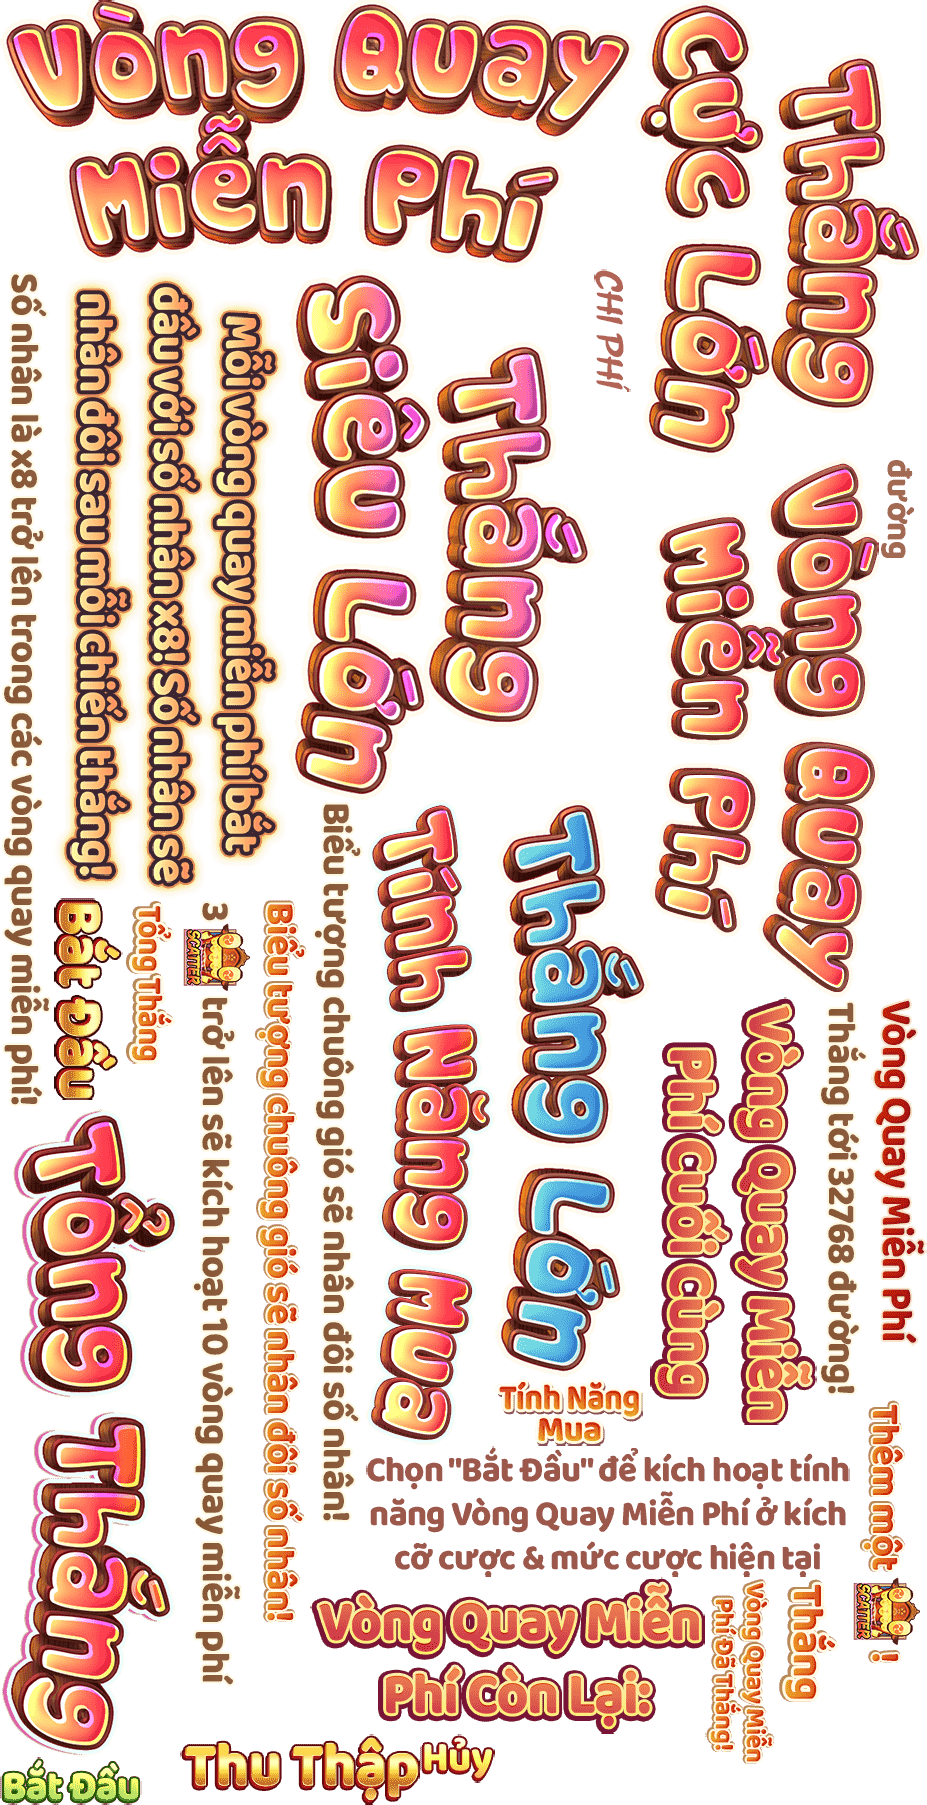 Vòng Quay
Miễn Phí
Thắng
Cực Lớn
CHI PHÍ
Thắng
Siêu Lớn
Mỗi vòng quay miễn phí bắt
đầu với số nhân x8! Số nhân sẽ
nhân đôi sau mỗi chiến thắng!
Số nhân là x8 trở lên trong các vòng quay miễn phí!
đường
Vòng Quay
Miễn Phí
Thắng Lớn
Tính Năng Mua
Biểu tượng chuông gió sẽ nhân đôi số nhân!
Biểu tượng chuông gió sẽ nhân đôi số nhân!
3 SCATTER trở lên sẽ kích hoạt 10 vòng quay miễn phí
Tổng Thắng
Bắt Đầu
Vòng Quay Miễn Phí
Thắng tới 32768 đường!
Vòng Quay Miễn
Phí Cuối Cùng
Tổng Thắng
Tính Năng
Mua
Chọn "Bắt Đầu" để kích hoạt tính
năng Vòng Quay Miễn Phí ở kích
cỡ cược & mức cược hiện tại
Thêm một SCATTER !
Thắng
Vòng Quay Miễn
Phí Đã Thắng!
Vòng Quay Miễn
Phí Còn Lại:
Thu Thập
Hủy
Bắt Đầu